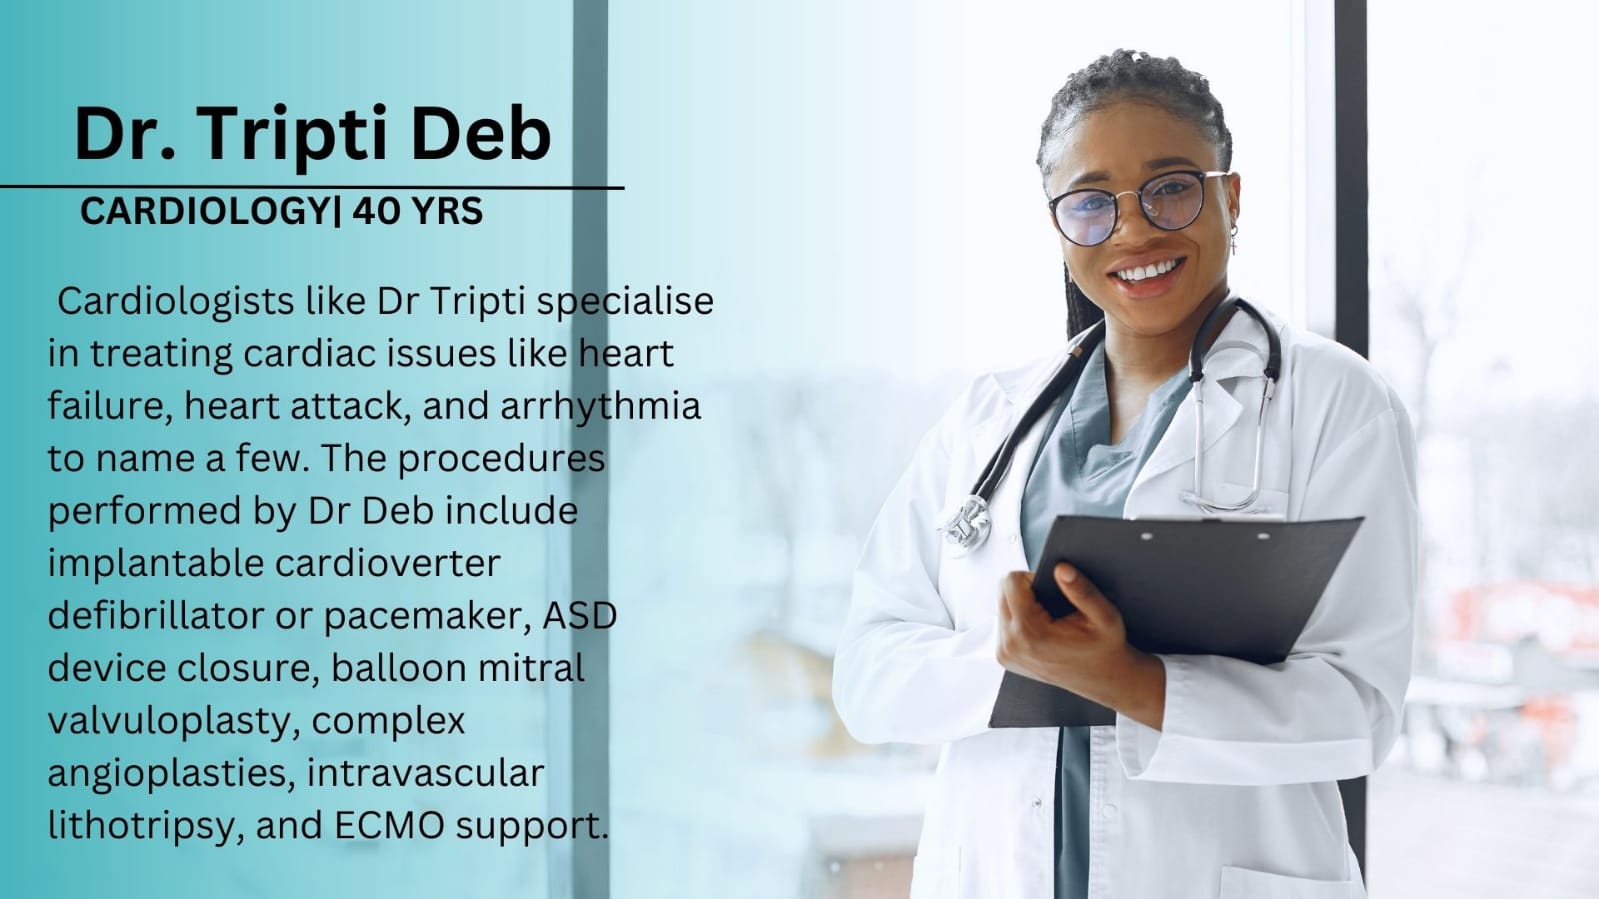 Dr. Tripti Deb
CARDIOLOGY| 40 YRS
Cardiologists like Dr Tripti specialise
in treating cardiac issues like heart
failure, heart attack, and arrhythmia
to name a few. The procedures
performed by Dr Deb include
implantable cardioverter
defibrillator or pacemaker, ASD
device closure, balloon mitral
valvuloplasty, complex
angioplasties, intravascular
lithotripsy, and ECMO support.